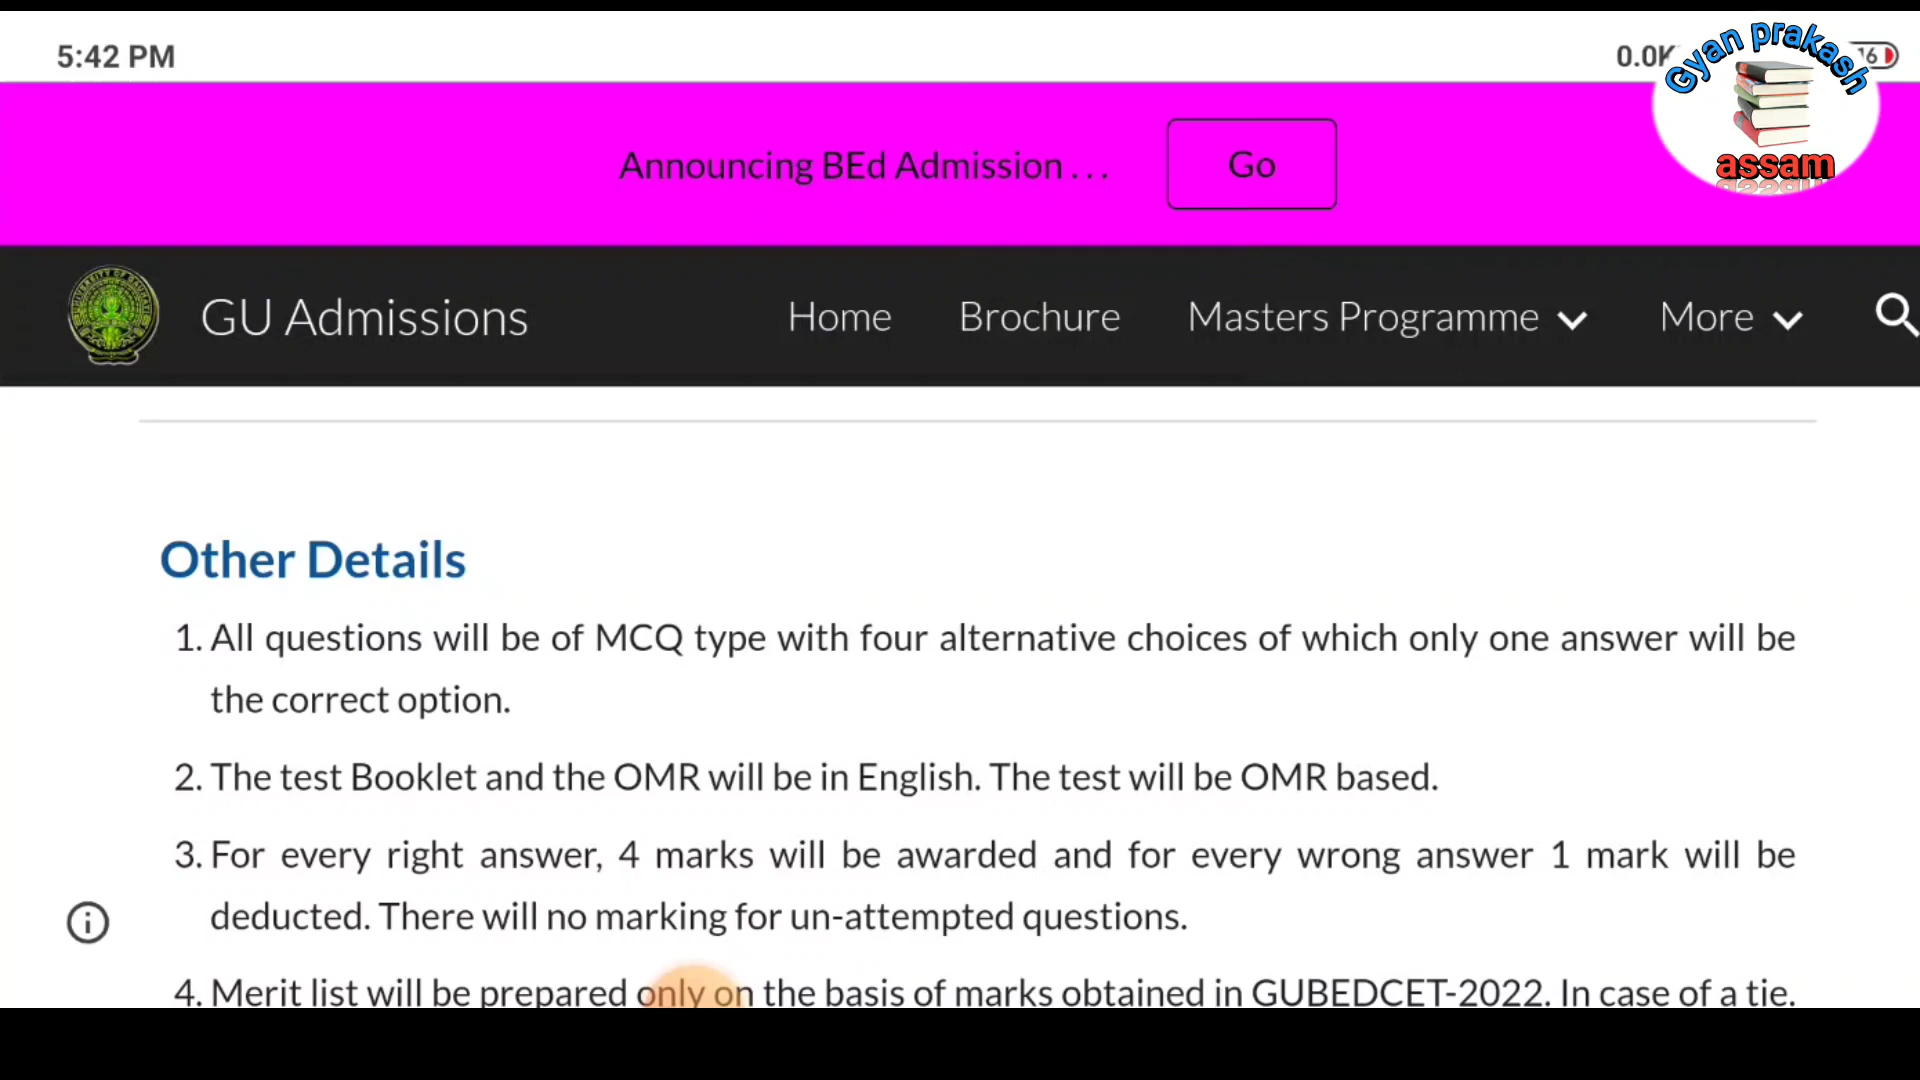 5:42 PM
0.0K
16
Gyan prakash
assam
Announcing BEd Admission . . .
Go
GU Admissions
Home
Brochure
Masters Programme
More
Other Details
1. All questions will be of MCQ type with four alternative choices of which only one answer will be
the correct option.
2. The test Booklet and the OMR will be in English. The test will be OMR based.
3. For every right answer, 4 marks will be awarded and for every wrong answer 1 mark will be
deducted. There will no marking for un-attempted questions.
4. Merit list will be prepared only on the basis of marks obtained in GUBEDCET-2022. In case of a tie.